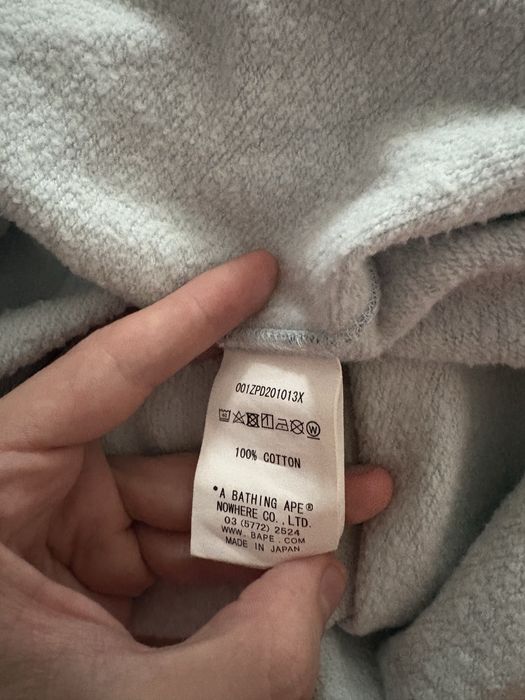 001ZPD201013X
100% COTTON
*A BATHING APE®
NOWHERE CO., LTD.
03 (5772) 2524
WWW. BAPE. COM
MADE IN JAPAN